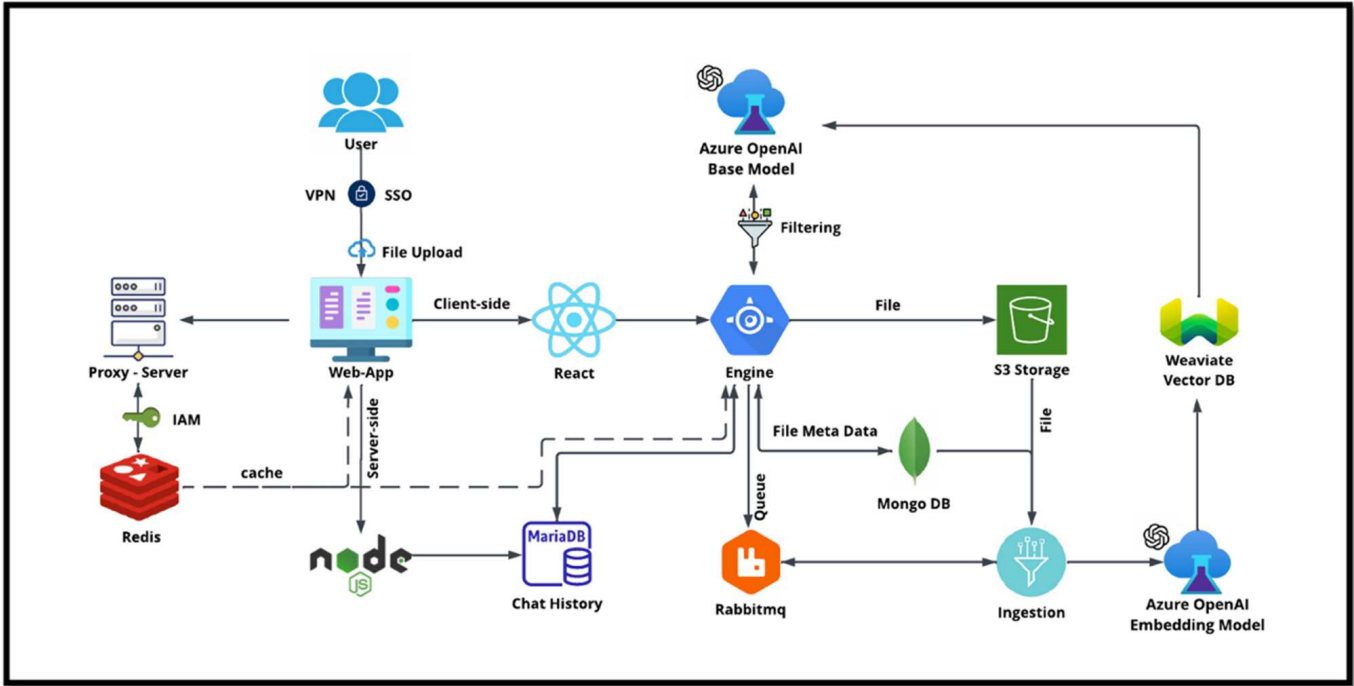 User
VPN
SSO
File Upload
Azure OpenAI
Base Model
Filtering
Client-side
File
Proxy - Server
Web-App
React
Engine
S3 Storage
Weaviate
Vector DB
IAM
Server-side
File Meta Data
File
cache
Queue
Mongo DB
Redis
node
JS
MariaDB
Chat History
Rabbitmq
Ingestion
Azure OpenAI
Embedding Model